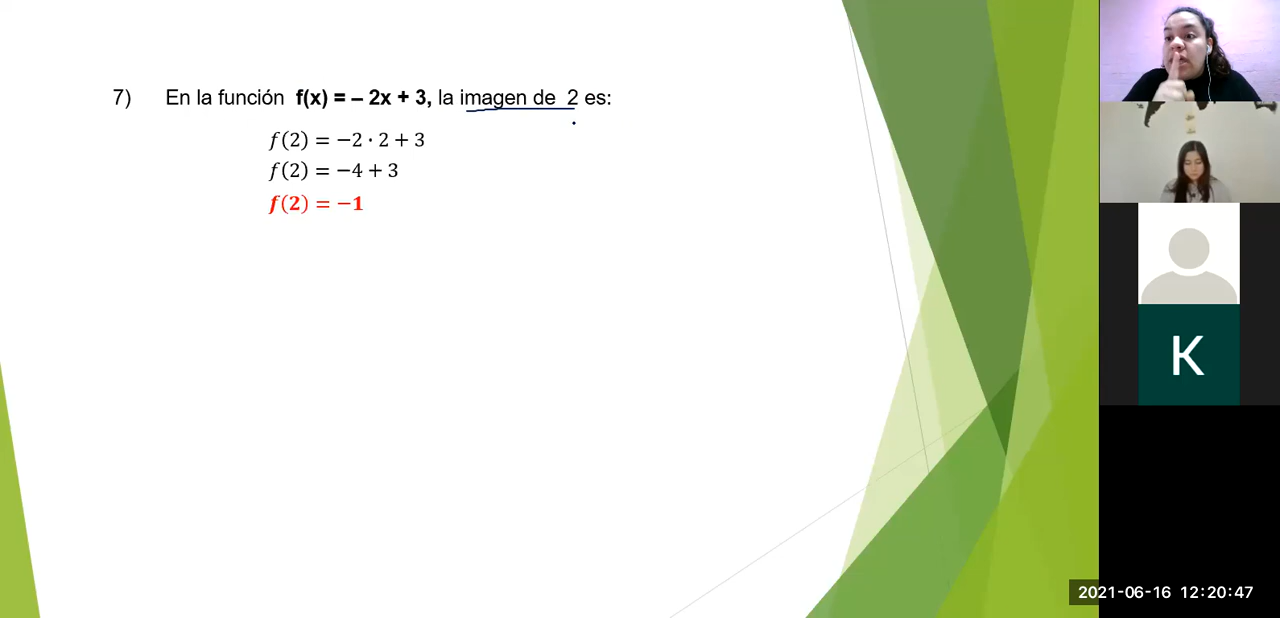 7) En la función f(x) = – 2x + 3, la imagen de 2 es:
f(2) = −2 · 2 + 3
f(2) = −4 + 3
f(2) = −1
K
2021-06-16 12:20:47